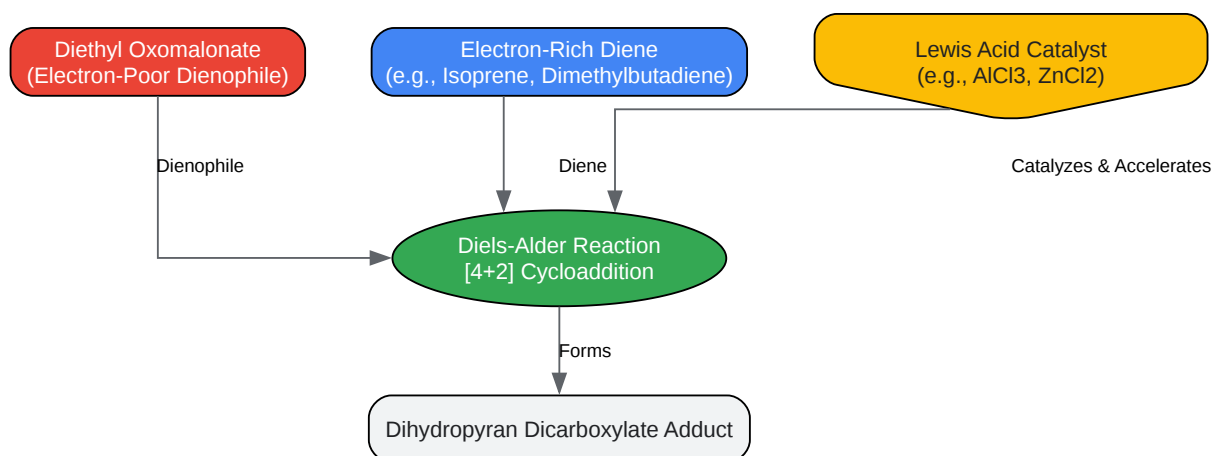 Diethyl Oxomalonate
(Electron-Poor Dienophile)
Electron-Rich Diene
(e.g., Isoprene, Dimethylbutadiene)
Lewis Acid Catalyst
(e.g., AlCl3, ZnCl2)
Dienophile
Diene
Catalyzes & Accelerates
Diels-Alder Reaction
[4+2] Cycloaddition
Forms
Dihydropyran Dicarboxylate Adduct